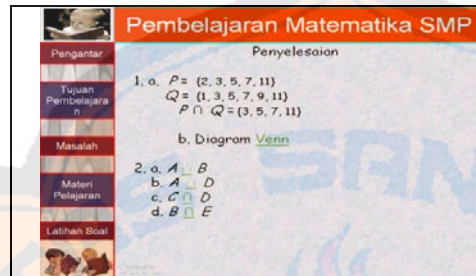 Pembelajaran Matematika SMP
Pengantar
Tujuan
Pembelajara
n
Masalah
Materi
Pelajaran
Latihan Soal
Penyelesaian
1. a. P = {2, 3, 5, 7, 11}
Q = {1, 3, 5, 7, 9, 11}
P ∩ Q = {3, 5, 7, 11}
b. Diagram Venn
2. a. A B
b. A D
c. C ∩ D
d. B ∩ E